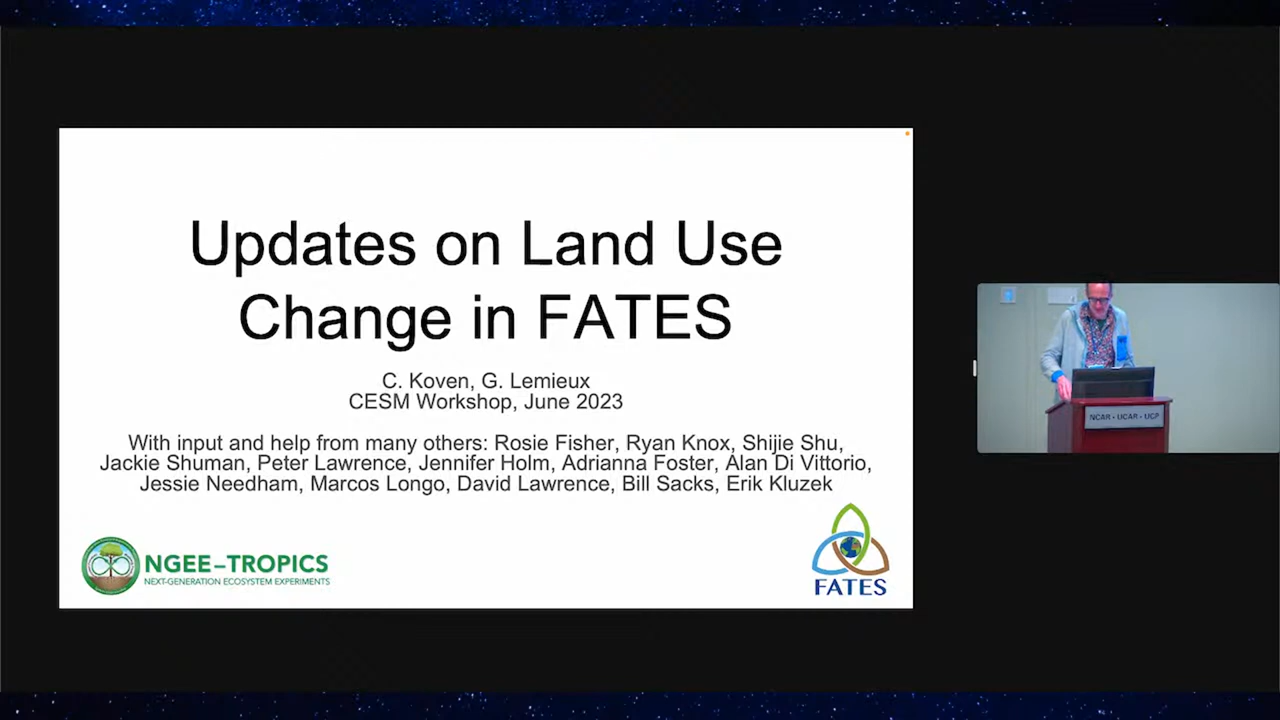 Updates on Land Use
Change in FATES
C. Koven, G. Lemieux
CESM Workshop, June 2023
With input and help from many others: Rosie Fisher, Ryan Knox, Shijie Shu,
Jackie Shuman, Peter Lawrence, Jennifer Holm, Adrianna Foster, Alan Di Vittorio,
Jessie Needham, Marcos Longo, David Lawrence, Bill Sacks, Erik Kluzek
NGEE–TROPICS
NEXT-GENERATION ECOSYSTEM EXPERIMENTS
FATES
NCAR - UCAR - UCP